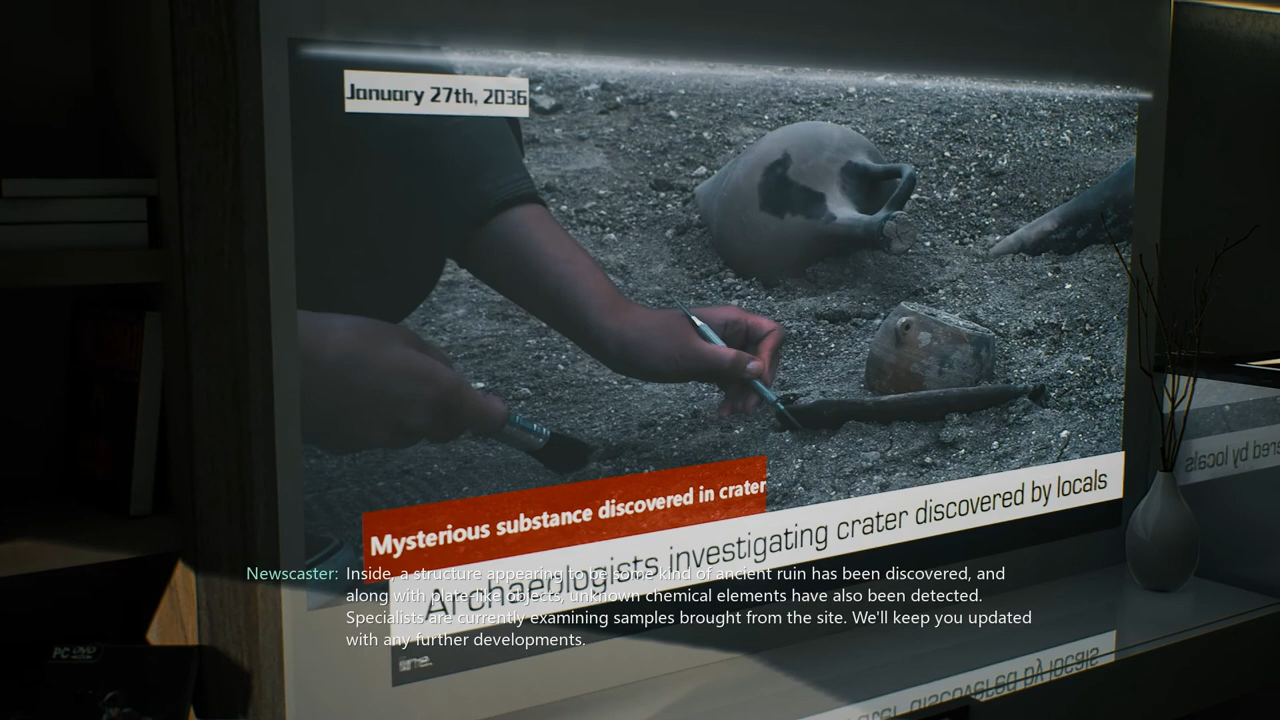 January 27th, 2036
Mysterious substance discovered in crater
Archaeologists investigating crater discovered by locals
Newscaster: Inside, a structure appearing to be some kind of ancient ruin has been discovered, and
along with plate-like objects, unknown chemical elements have also been detected.
Specialists are currently examining samples brought from the site. We'll keep you updated
with any further developments.
PC DVD